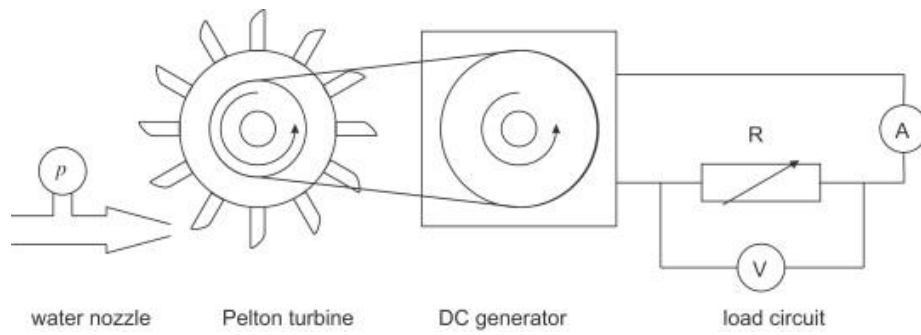 R
A
p
V
water nozzle
Pelton turbine
DC generator
load circuit